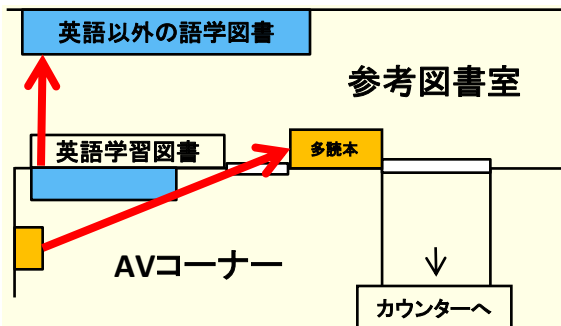 英語以外の語学図書
参考図書室
英語学習図書
多読本
AVコーナー
カウンターへ